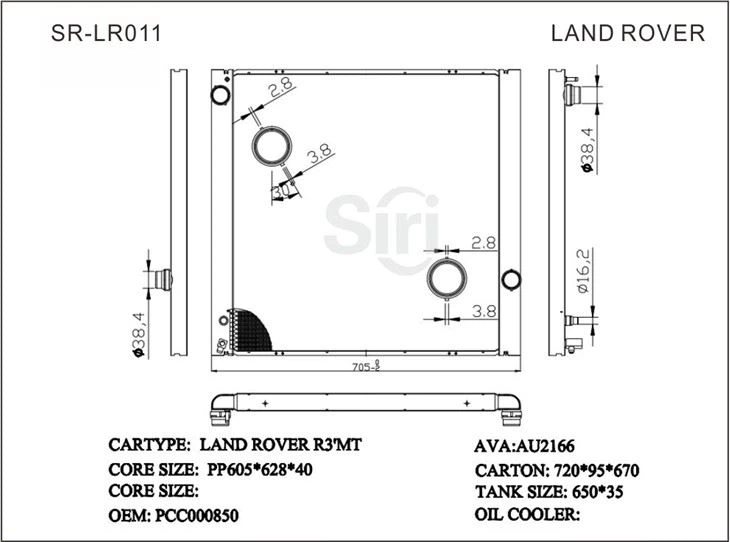 SR-LR011
LAND ROVER
2.8
3.8
30
Siri
2.8
3.8
ø38,4
ø38,4
ø16,2
705
CARTYPE: LAND ROVER R3'MT
AVA:AU2166
CORE SIZE: PP605*628*40
CARTON: 720*95*670
CORE SIZE:
TANK SIZE: 650*35
OEM: PCC000850
OIL COOLER: